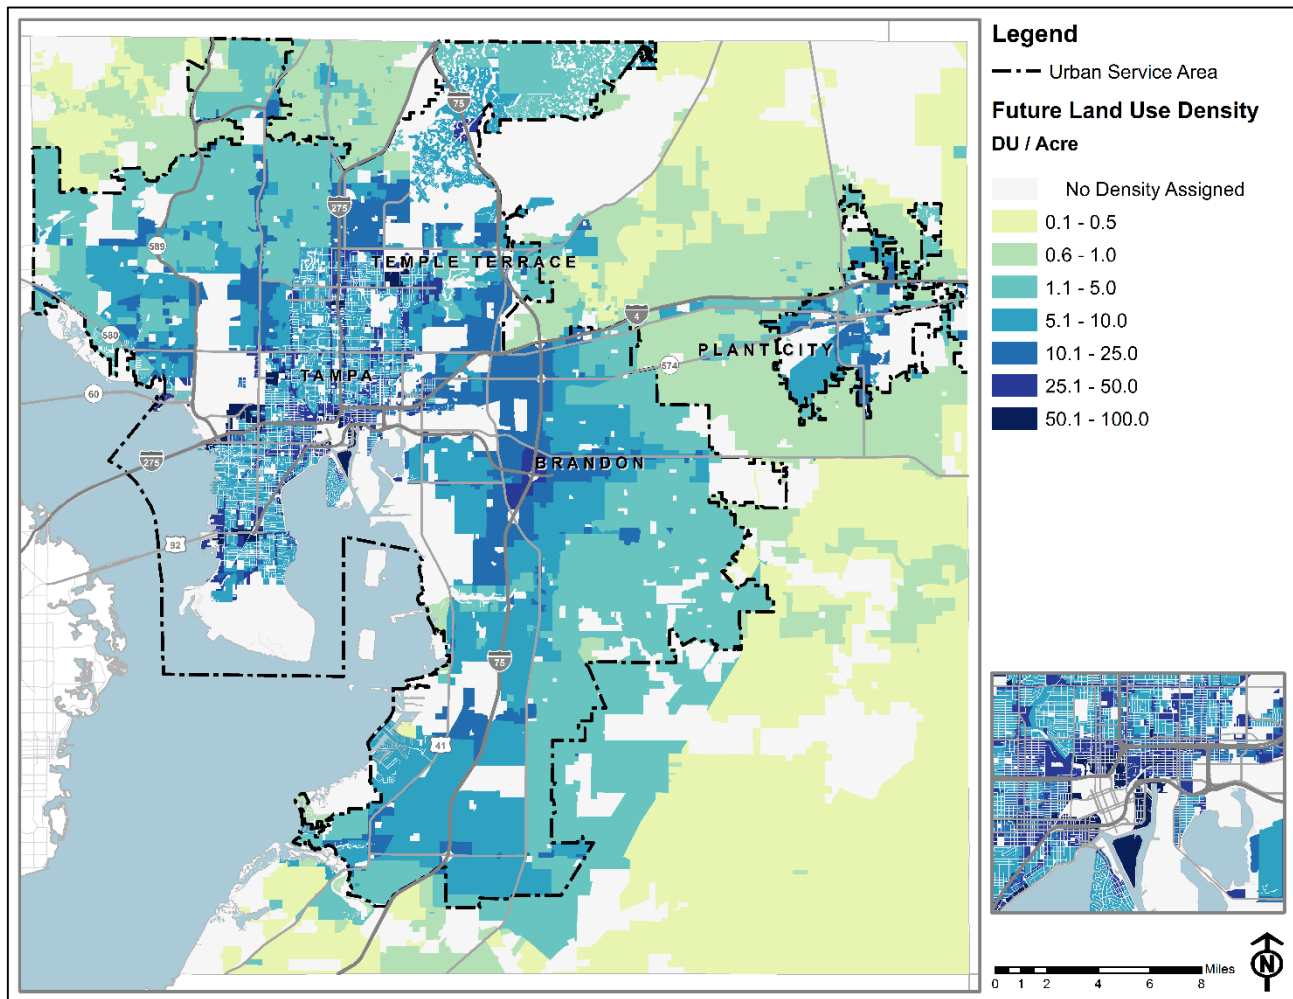 Legend
Urban Service Area
Future Land Use Density
DU / Acre
No Density Assigned
0.1 - 0.5
0.6 - 1.0
1.1 - 5.0
5.1 - 10.0
10.1 - 25.0
25.1 - 50.0
50.1 - 100.0
75
275
589
TEMPLE TERRACE
4
580
PLANT CITY
574
TAMPA
60
275
BRANDON
92
75
41
Miles
0 1 2 4 6 8
N